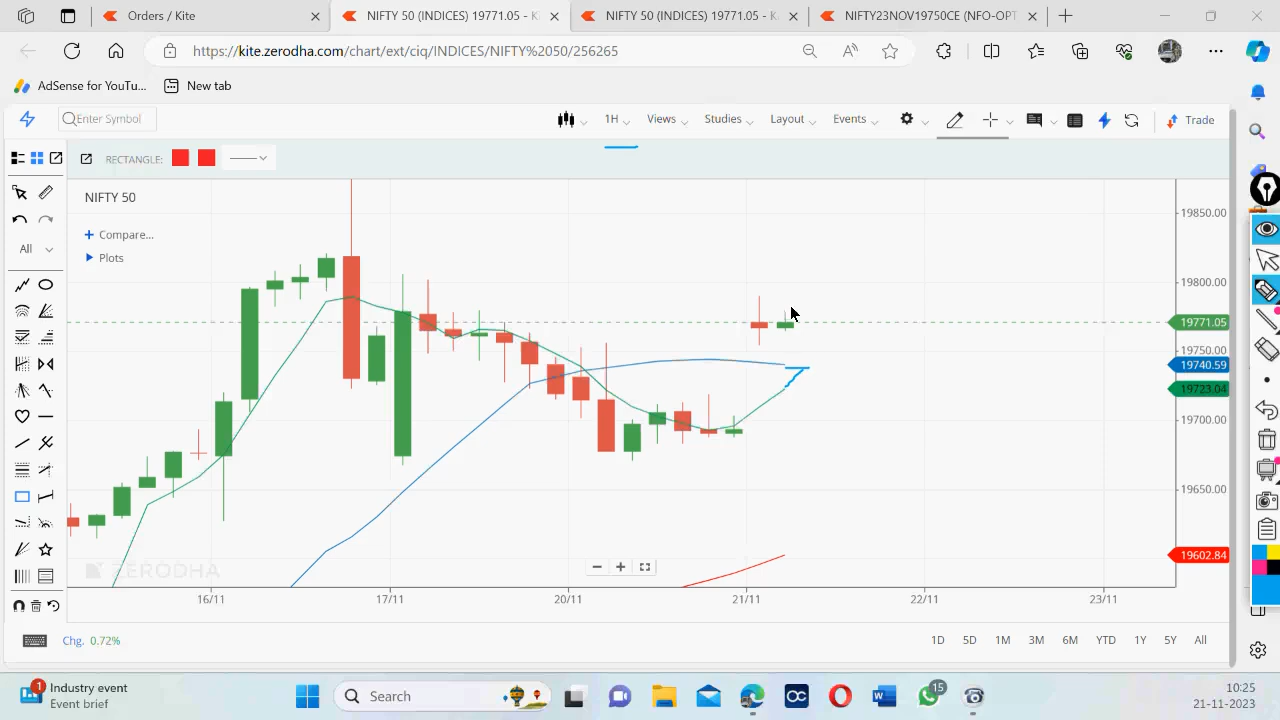 Orders / Kite
NIFTY 50 (INDICES) 19771.05 - K
NIFTY 50 (INDICES) 19771.05 - K
NIFTY23NOV19750CE (NFO-OPT
https://kite.zerodha.com/chart/ext/ciq/INDICES/NIFTY%2050/256265
AdSense for YouTu...
New tab
Enter Symbol
1H
Views
Studies
Layout
Events
Trade
RECTANGLE:
NIFTY 50
Compare...
Plots
All
19850.00
19800.00
19771.05
19750.00
19740.59
19723.04
19700.00
19650.00
19602.84
ZERODHA
16/11
17/11
20/11
21/11
22/11
23/11
Chg. 0.72%
1D
5D
1M
3M
6M
YTD
1Y
5Y
All
1
Industry event
Event brief
Search
15
10:25
21-11-2023